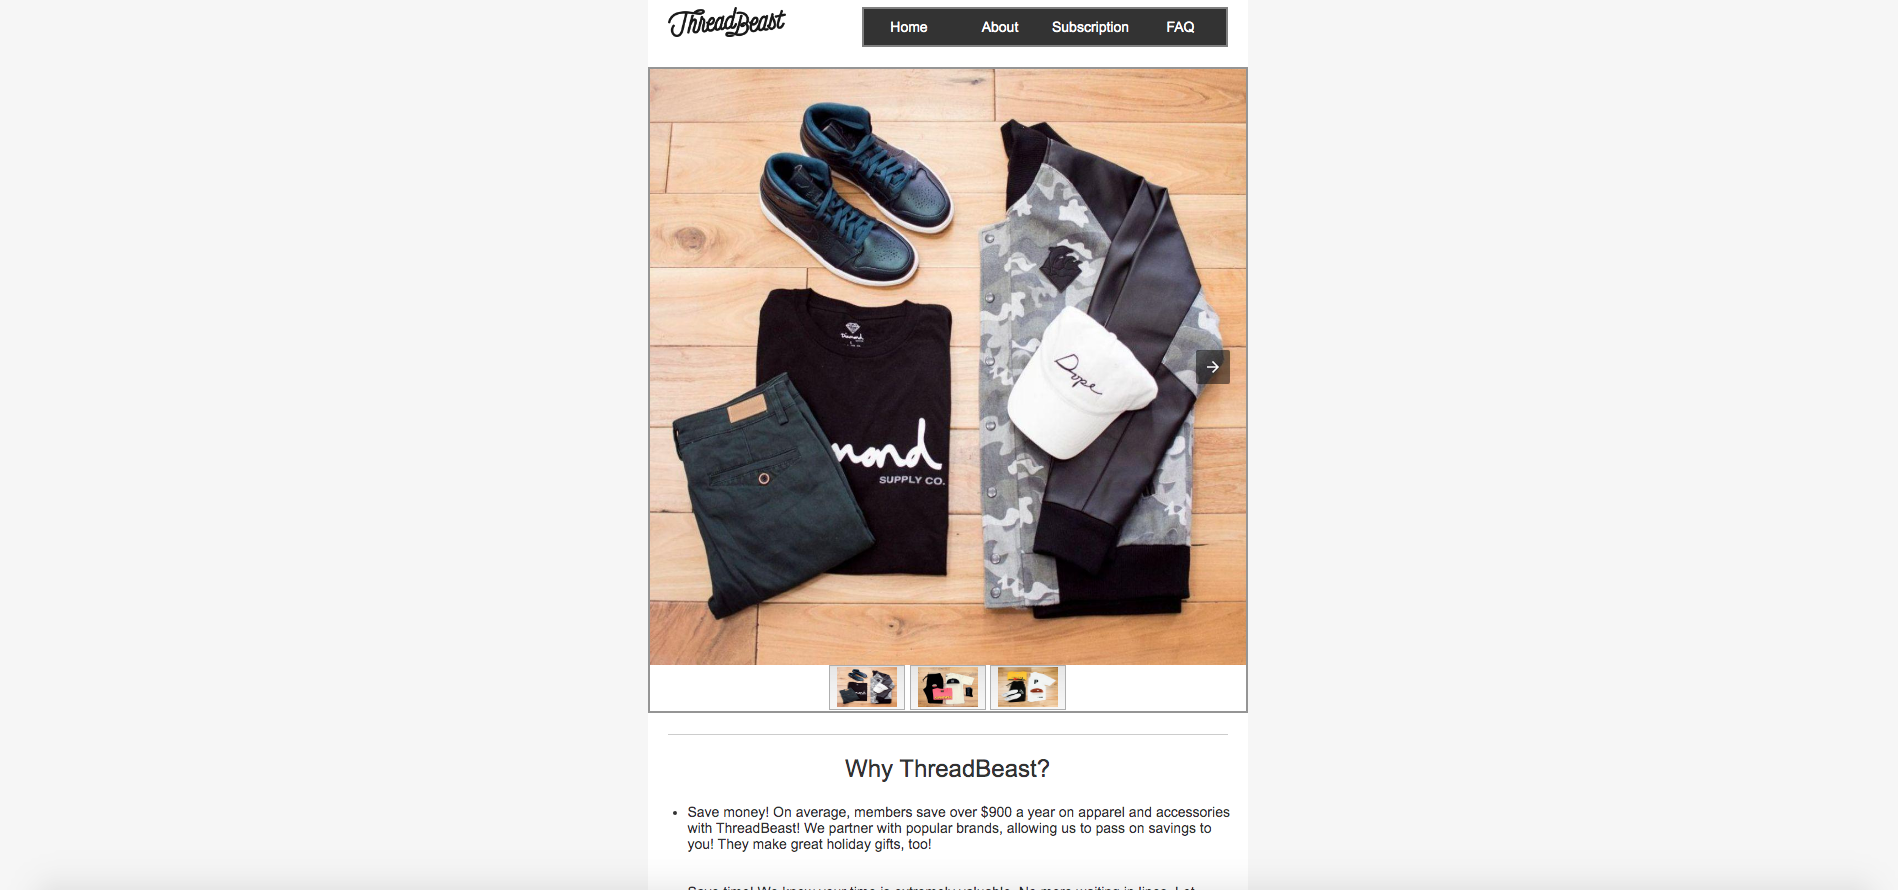 ThreadBeast
Home About Subscription FAQ
Diamond
Dope
mond
SUPPLY CO.
Why ThreadBeast?
Save money! On average, members save over $900 a year on apparel and accessories
with ThreadBeast! We partner with popular brands, allowing us to pass on savings to
you! They make great holiday gifts, too!